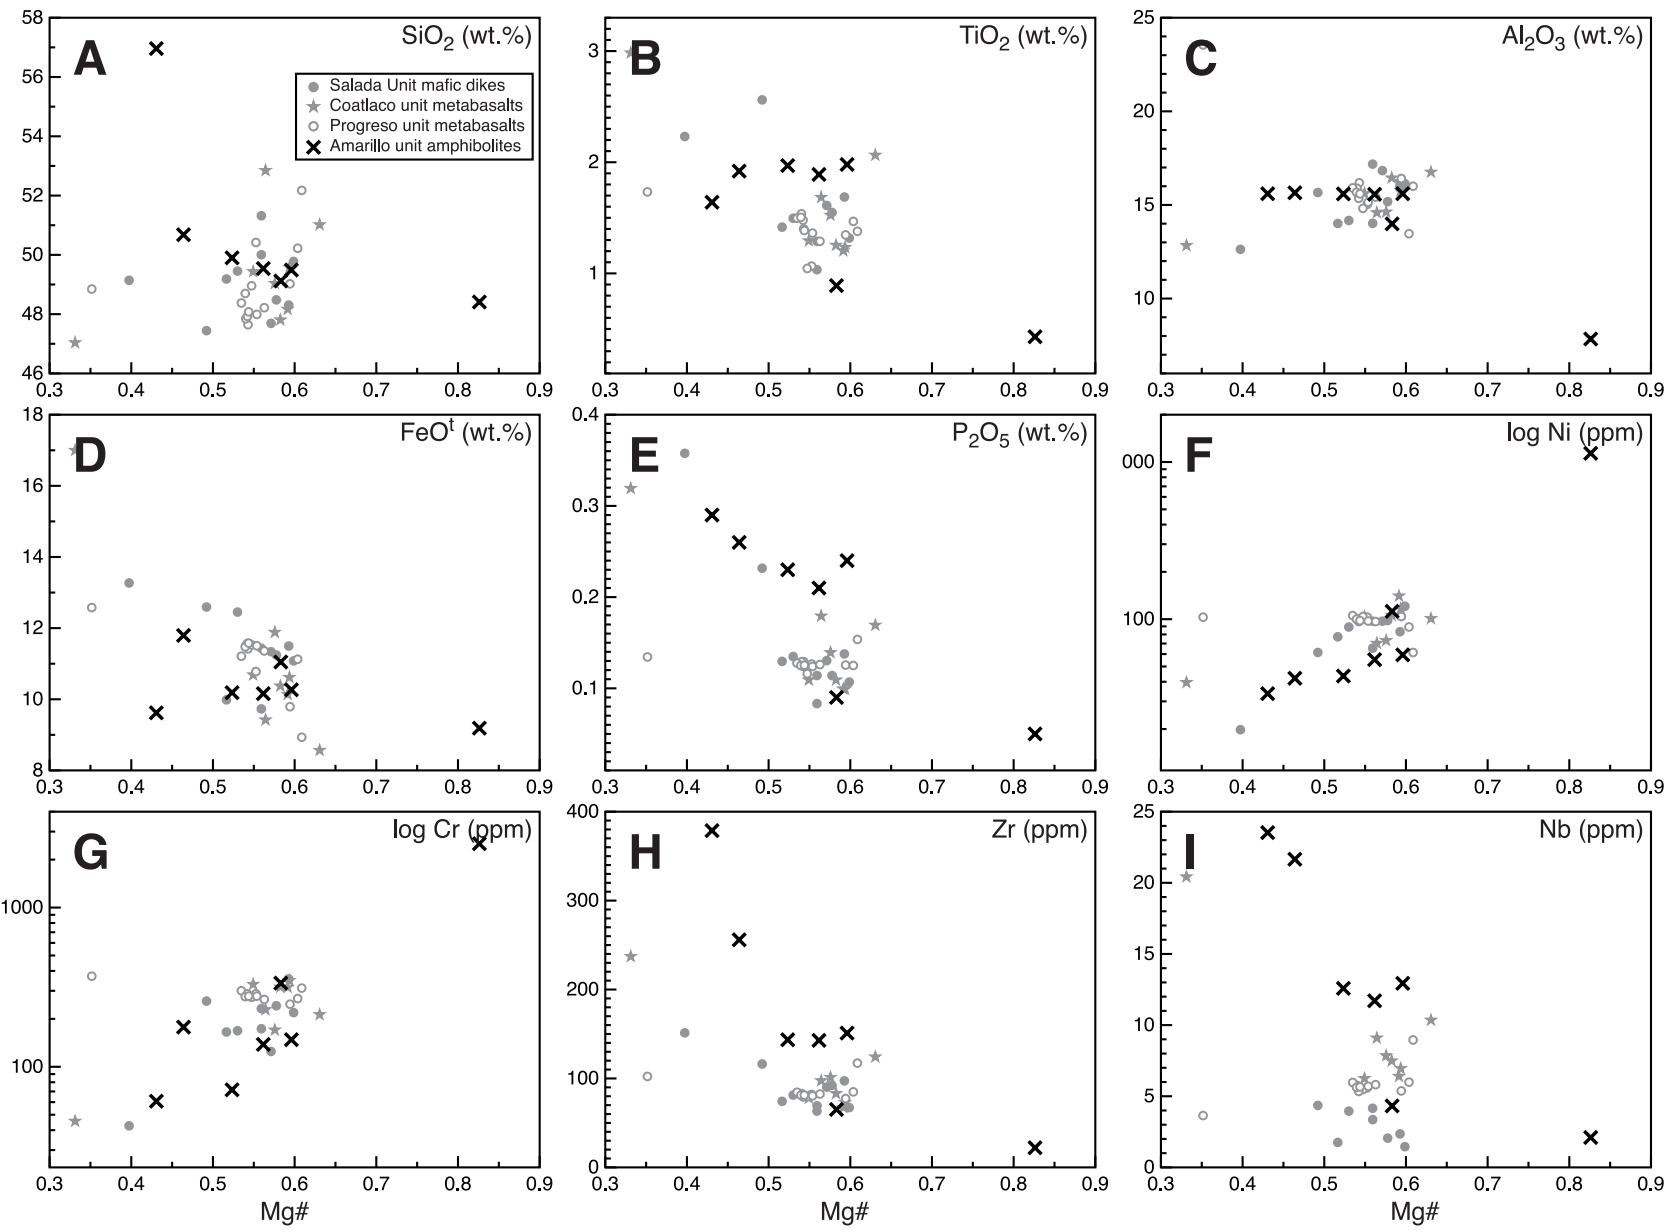 A
SiO₂ (wt.%)
Salada Unit mafic dikes
Coatlaco unit metabasalts
Progreso unit metabasalts
Amarillo unit amphibolites
58
56
54
52
50
48
46
0.3 0.4 0.5 0.6 0.7 0.8 0.9
B
TiO₂ (wt.%)
3
2
1
0.3 0.4 0.5 0.6 0.7 0.8 0.9
C
Al₂O₃ (wt.%)
25
20
15
10
0.3 0.4 0.5 0.6 0.7 0.8 0.9
D
FeOᵗ (wt.%)
18
16
14
12
10
8
0.3 0.4 0.5 0.6 0.7 0.8 0.9
E
P₂O₅ (wt.%)
0.4
0.3
0.2
0.1
0.3 0.4 0.5 0.6 0.7 0.8 0.9
F
log Ni (ppm)
000
100
0.3 0.4 0.5 0.6 0.7 0.8 0.9
G
log Cr (ppm)
1000
100
0.3 0.4 0.5 0.6 0.7 0.8 0.9
Mg#
H
Zr (ppm)
400
300
200
100
0
0.3 0.4 0.5 0.6 0.7 0.8 0.9
Mg#
I
Nb (ppm)
25
20
15
10
5
0
0.3 0.4 0.5 0.6 0.7 0.8 0.9
Mg#